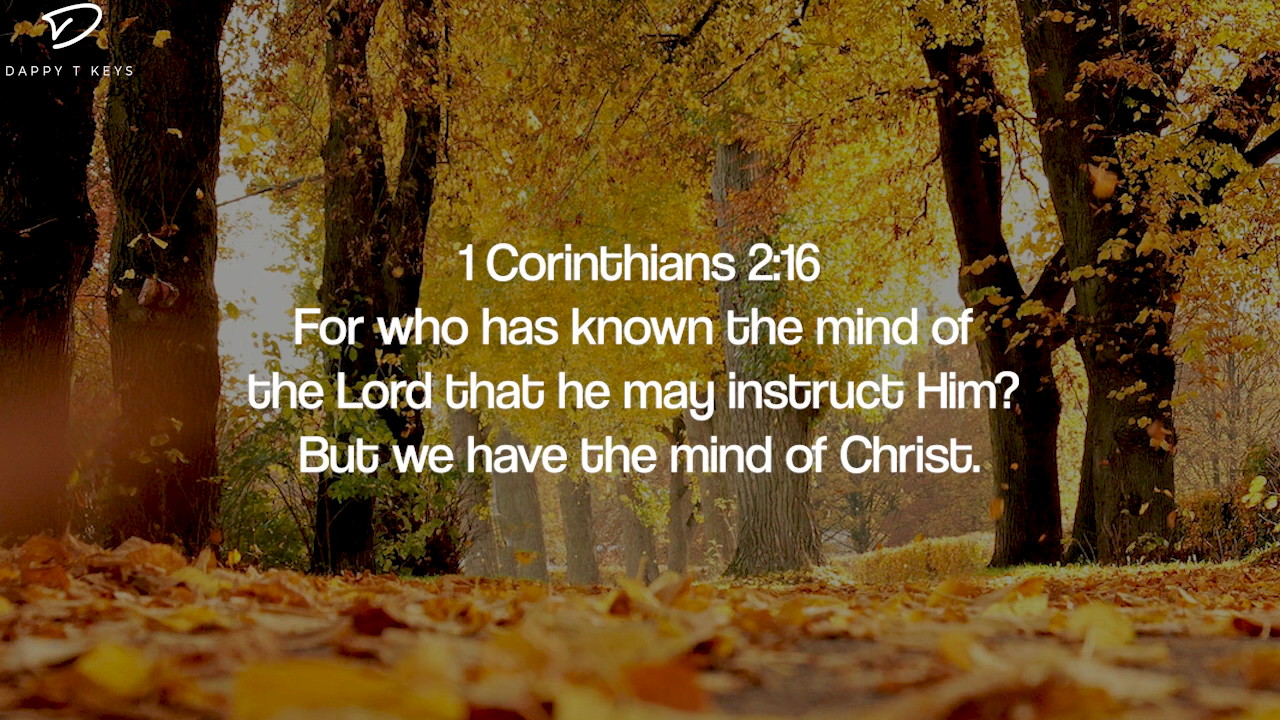 DAPPY T KEYS
1 Corinthians 2:16
For who has known the mind of
the Lord that he may instruct Him?
But we have the mind of Christ.